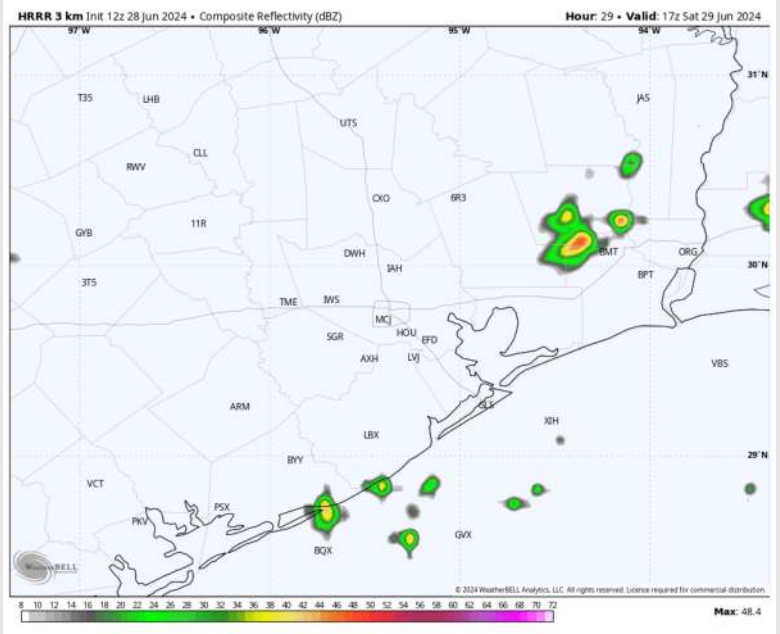 HRRR 3 km Init 12z 28 Jun 2024 • Composite Reflectivity (dBZ) Hour: 29 • Valid: 17z Sat 29 Jun 2024
97°W 96°W 95°W 94°W
31°N
T35 LHB JAS
UTS
CLL
RWV
CXO 6R3
11R
GYB
DWH BMT ORG
IAH 30°N
BPT
3T5
TME IWS
MCJ
SGR HOU EFD
AXH LVJ VBS
ARM GLS
XIH
LBX
BYY 29°N
VCT
PSX
PKV
GVX
BQX
WeatherBELL
© 2024 WeatherBELL Analytics, LLC. All rights reserved. License required for commercial distribution.
8 10 12 14 16 18 20 22 24 26 28 30 32 34 36 38 40 42 44 46 48 50 52 54 56 58 60 62 64 66 68 70 72
Max: 48.4